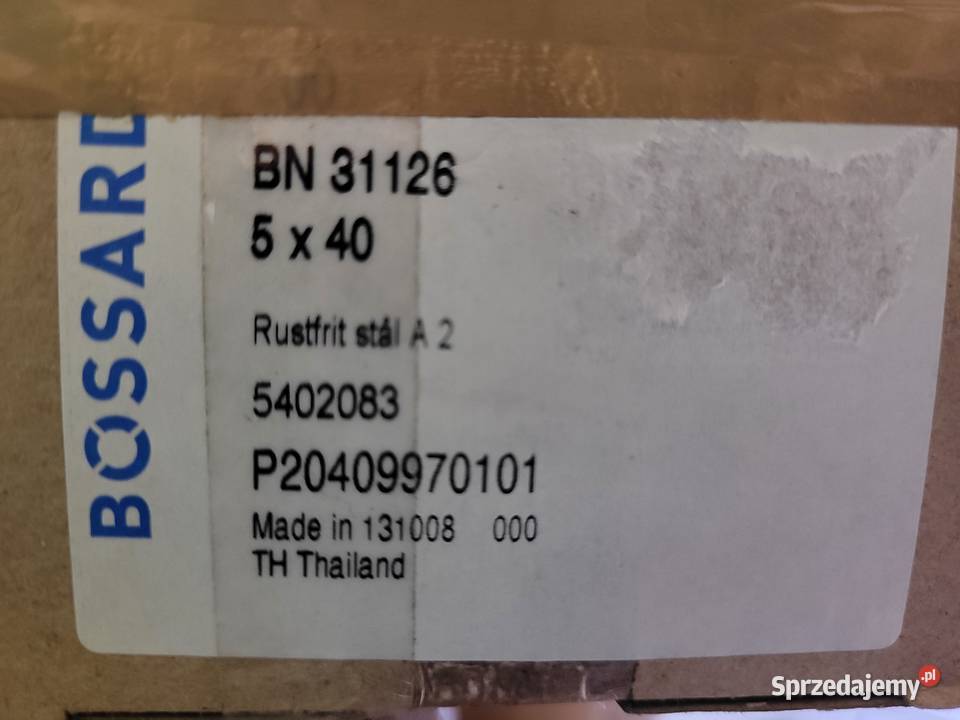 BOSSARD
BN 31126
5 x 40
Rustfrit stål A 2
5402083
P20409970101
Made in 131008 000
TH Thailand
Sprzedajemy.pl